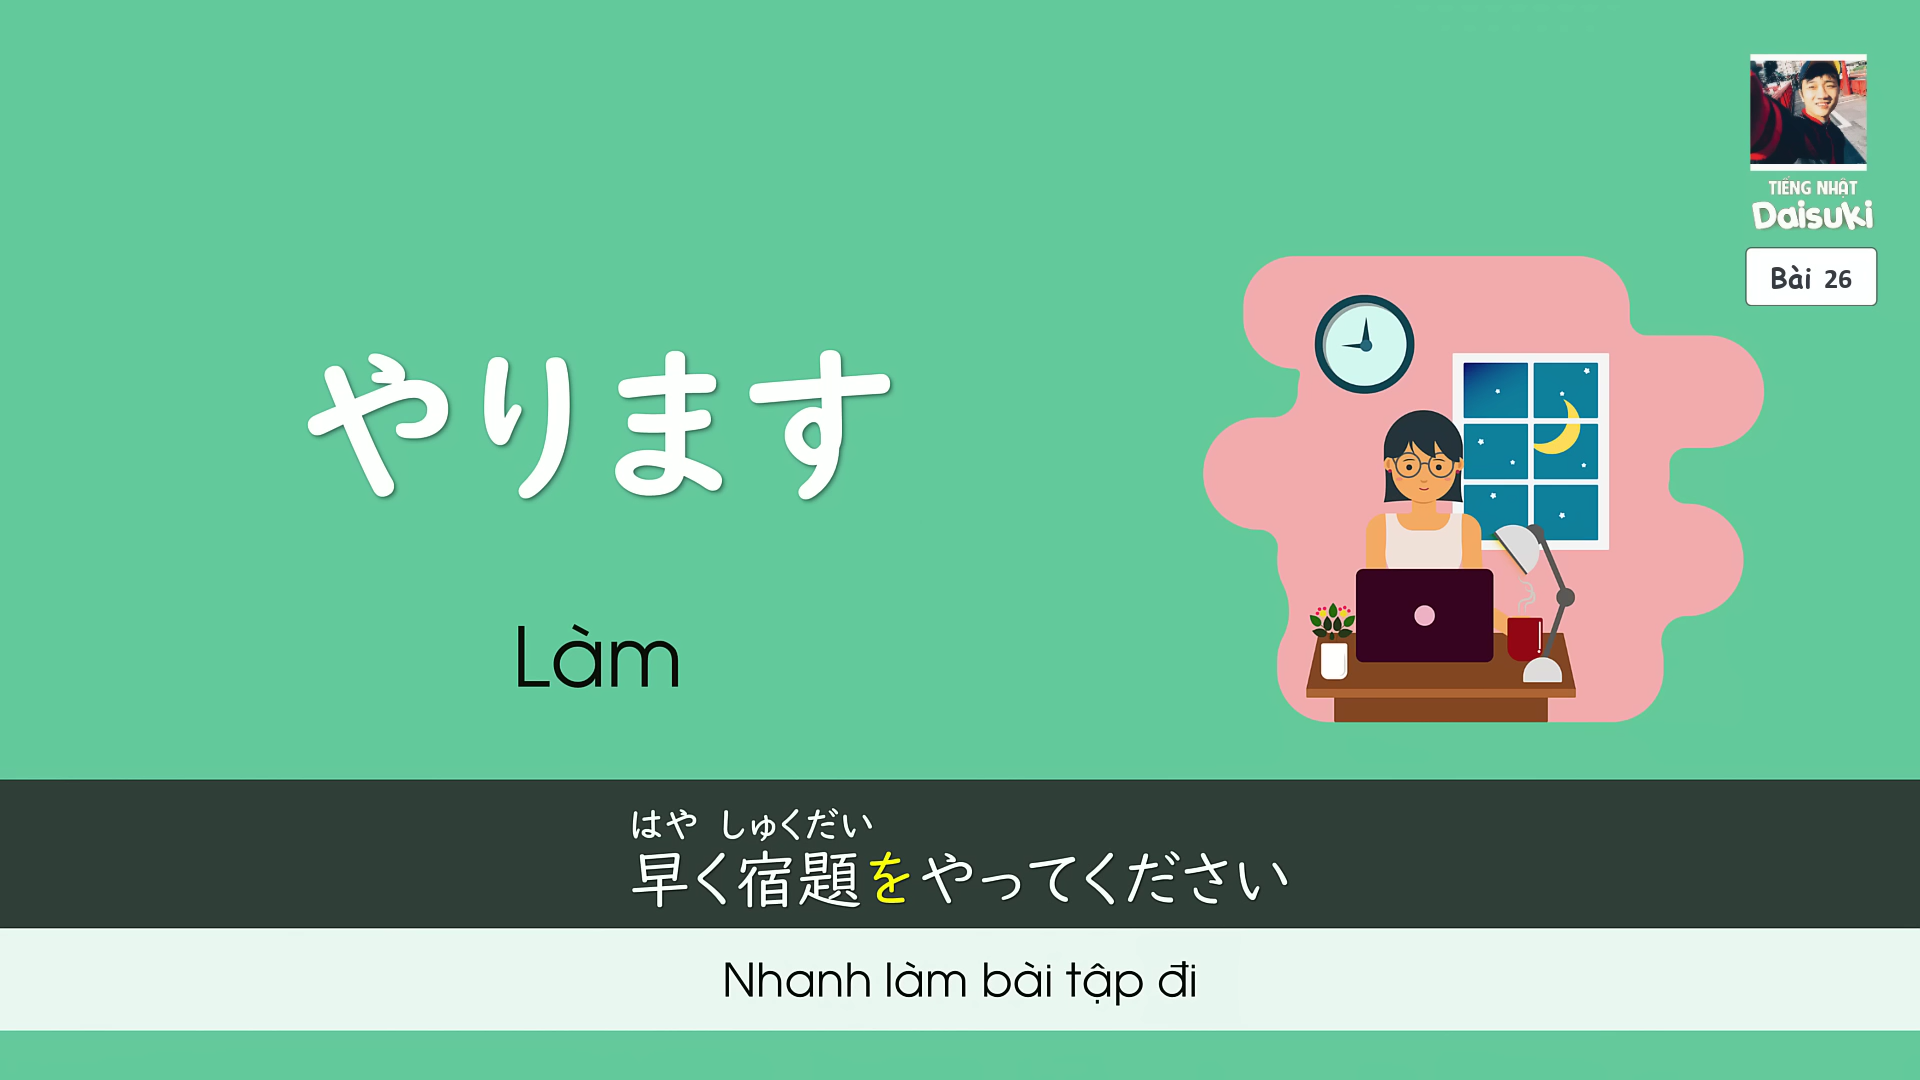 TIẾNG NHẬT
Daisuki
Bài 26
やります
Làm
はや しゅくだい
早く宿題をやってください
Nhanh làm bài tập đi